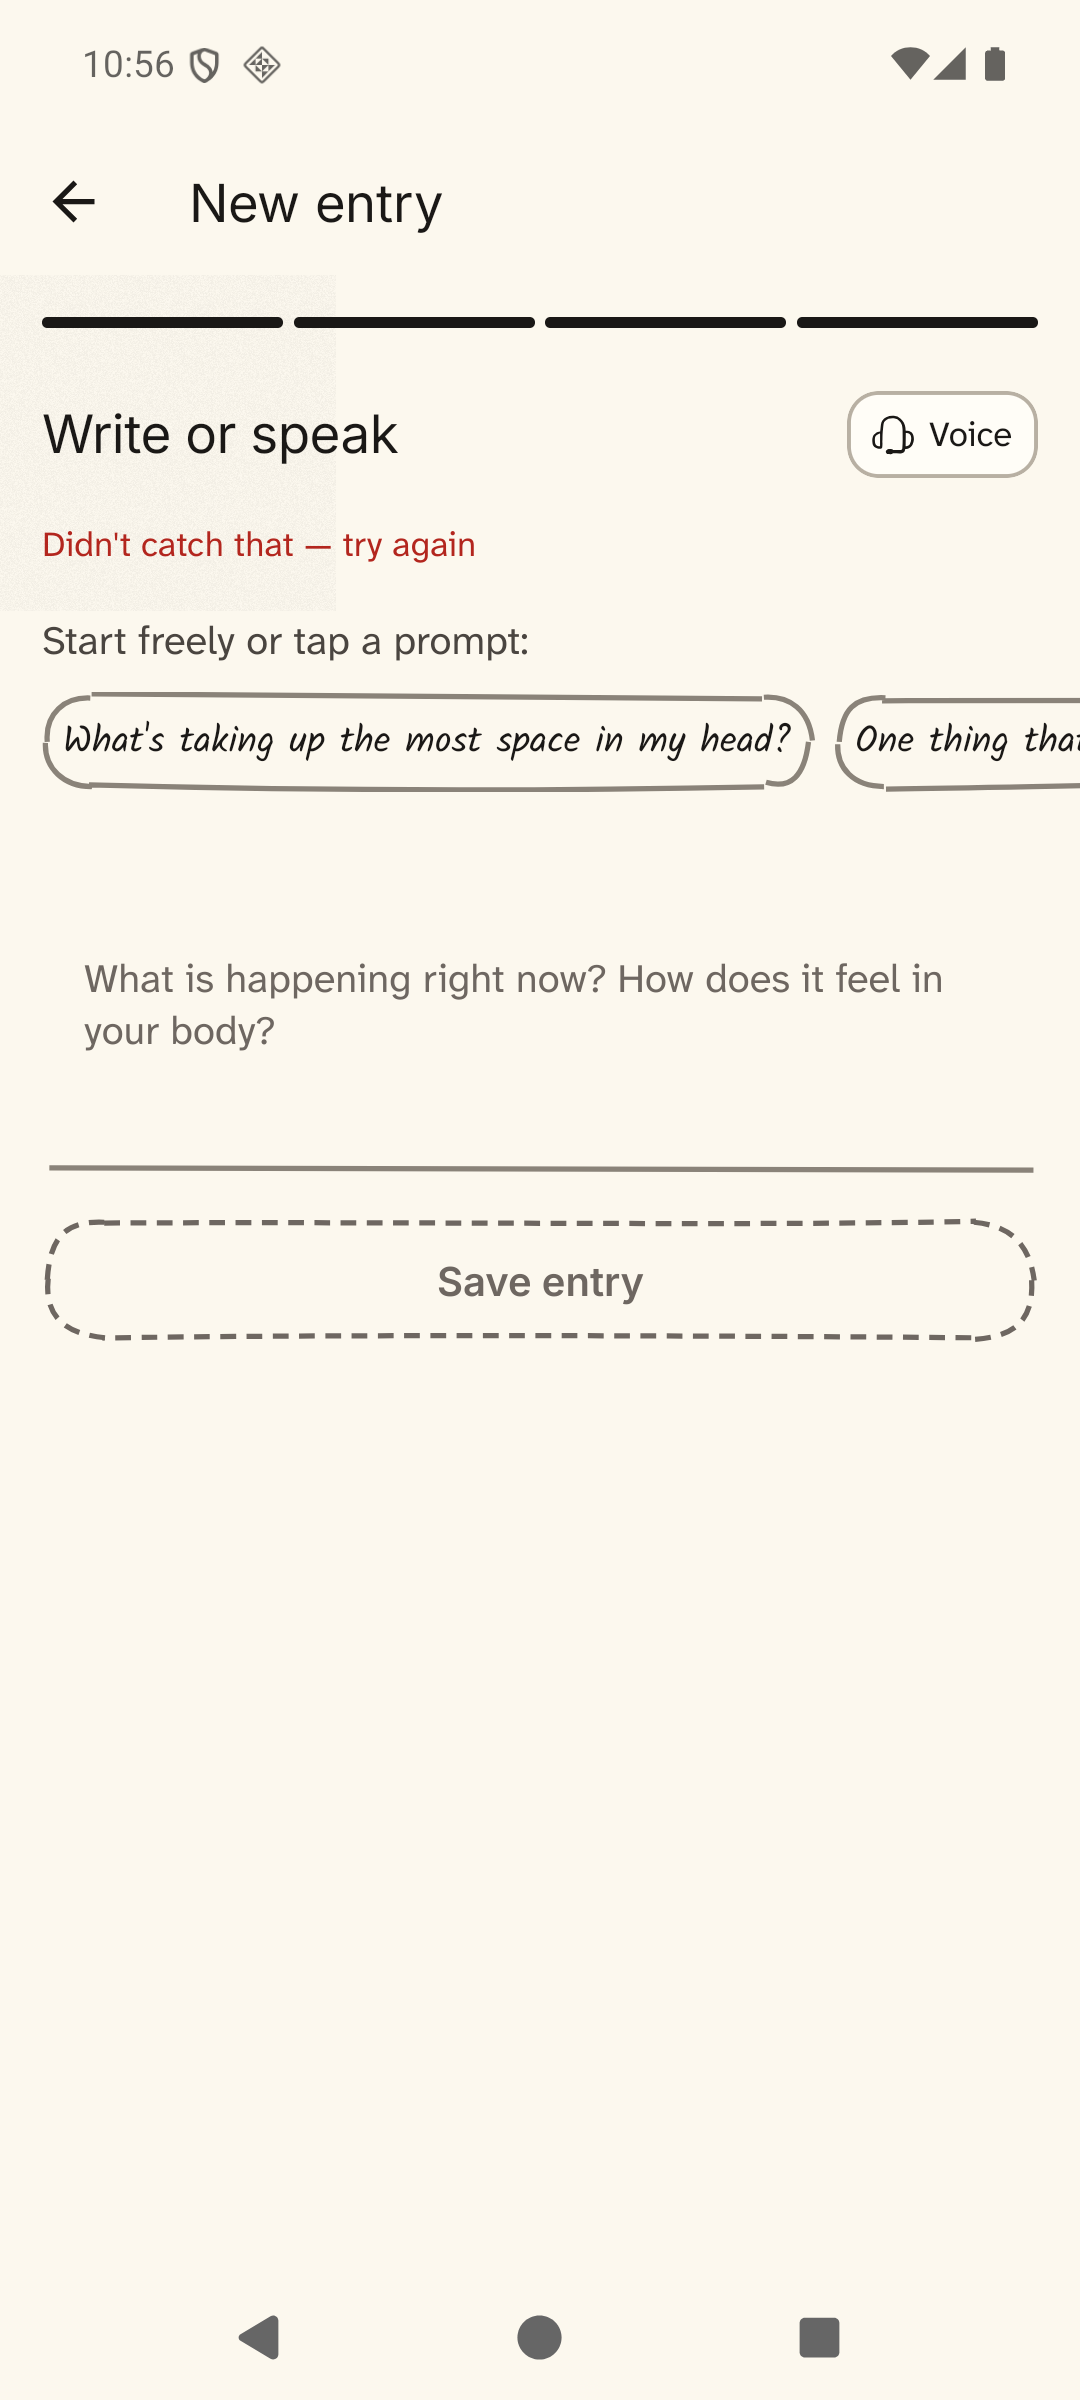 10:56
New entry
Write or speak
Voice
Didn't catch that — try again
Start freely or tap a prompt:
What's taking up the most space in my head?
One thing that
What is happening right now? How does it feel in
your body?
Save entry